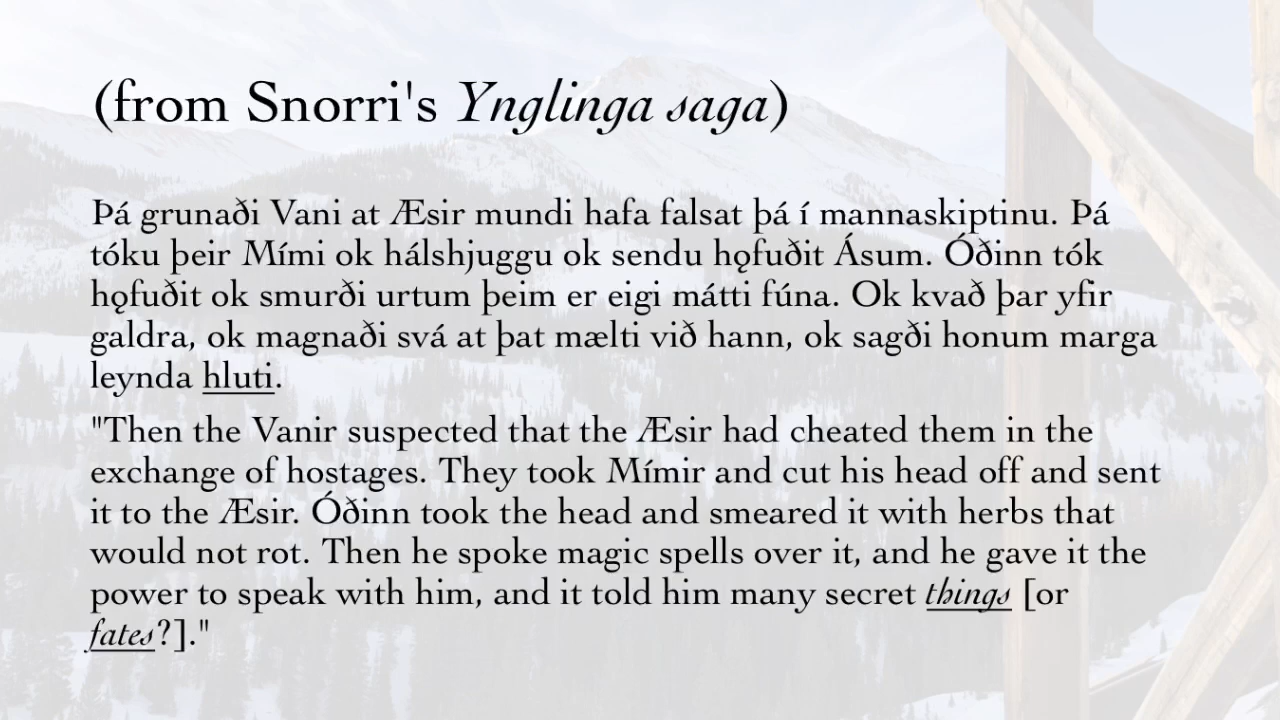 (from Snorri's Ynglinga saga)
Þá grunaði Vani at Æsir mundi hafa falsat þá í mannaskiptinu. Þá
tóku þeir Mími ok hálshjuggu ok sendu hǫfuðit Ásum. Óðinn tók
hǫfuðit ok smurði urtum þeim er eigi mátti fúna. Ok kvað þar yfir
galdra, ok magnaði svá at þat mælti við hann, ok sagði honum marga
leynda hluti.
"Then the Vanir suspected that the Æsir had cheated them in the
exchange of hostages. They took Mímir and cut his head off and sent
it to the Æsir. Óðinn took the head and smeared it with herbs that
would not rot. Then he spoke magic spells over it, and he gave it the
power to speak with him, and it told him many secret things [or
fates?]."